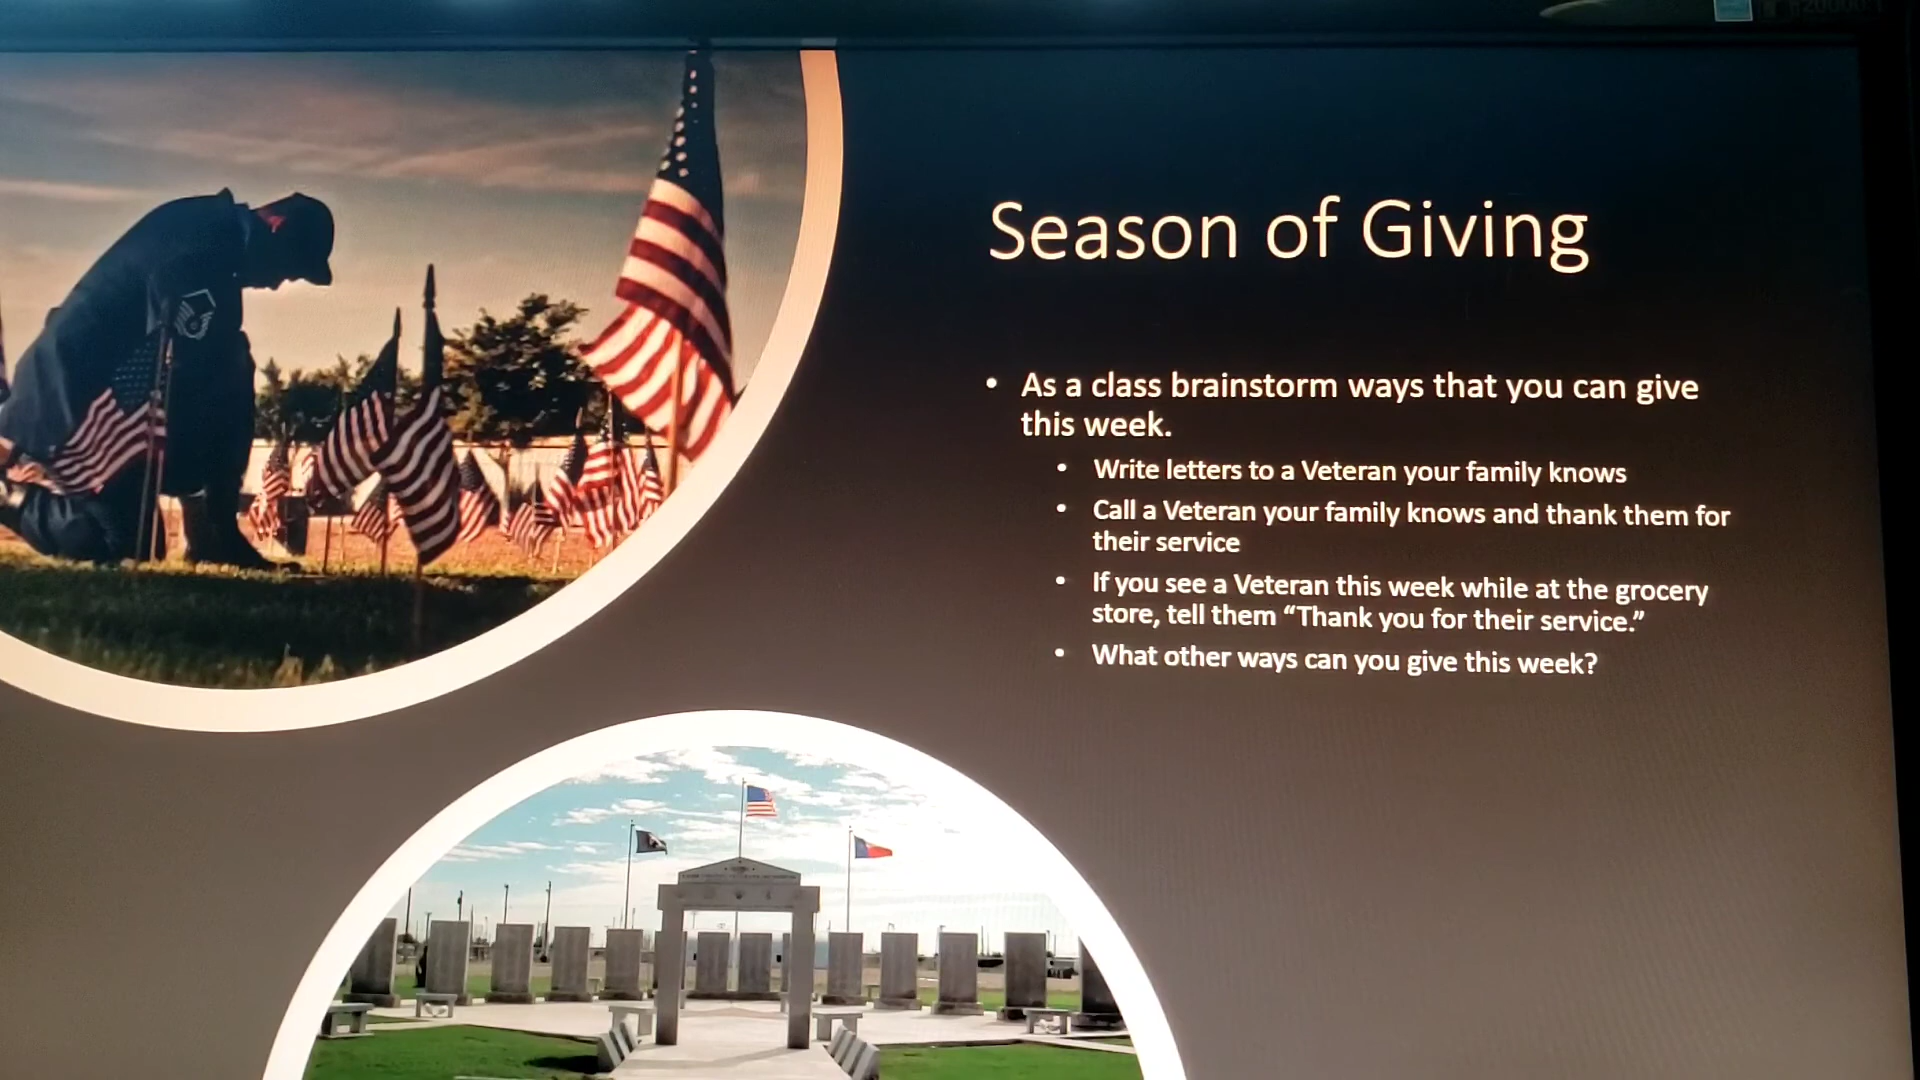 Season of Giving
• As a class brainstorm ways that you can give
this week.
• Write letters to a Veteran your family knows
• Call a Veteran your family knows and thank them for
their service
• If you see a Veteran this week while at the grocery
store, tell them “Thank you for their service.”
• What other ways can you give this week?